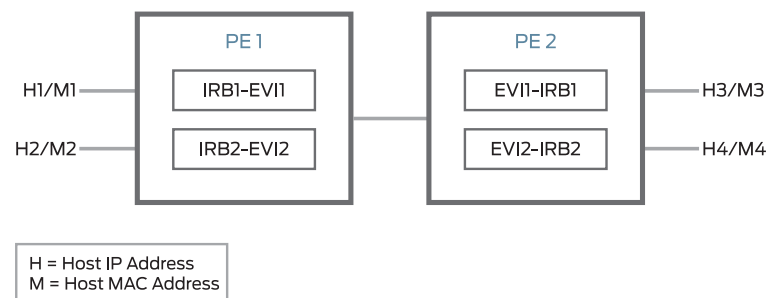 PE 1
PE 2
H1/M1
IRB1-EVI1
EVI1-IRB1
H3/M3
H2/M2
IRB2-EVI2
EVI2-IRB2
H4/M4
H = Host IP Address
M = Host MAC Address